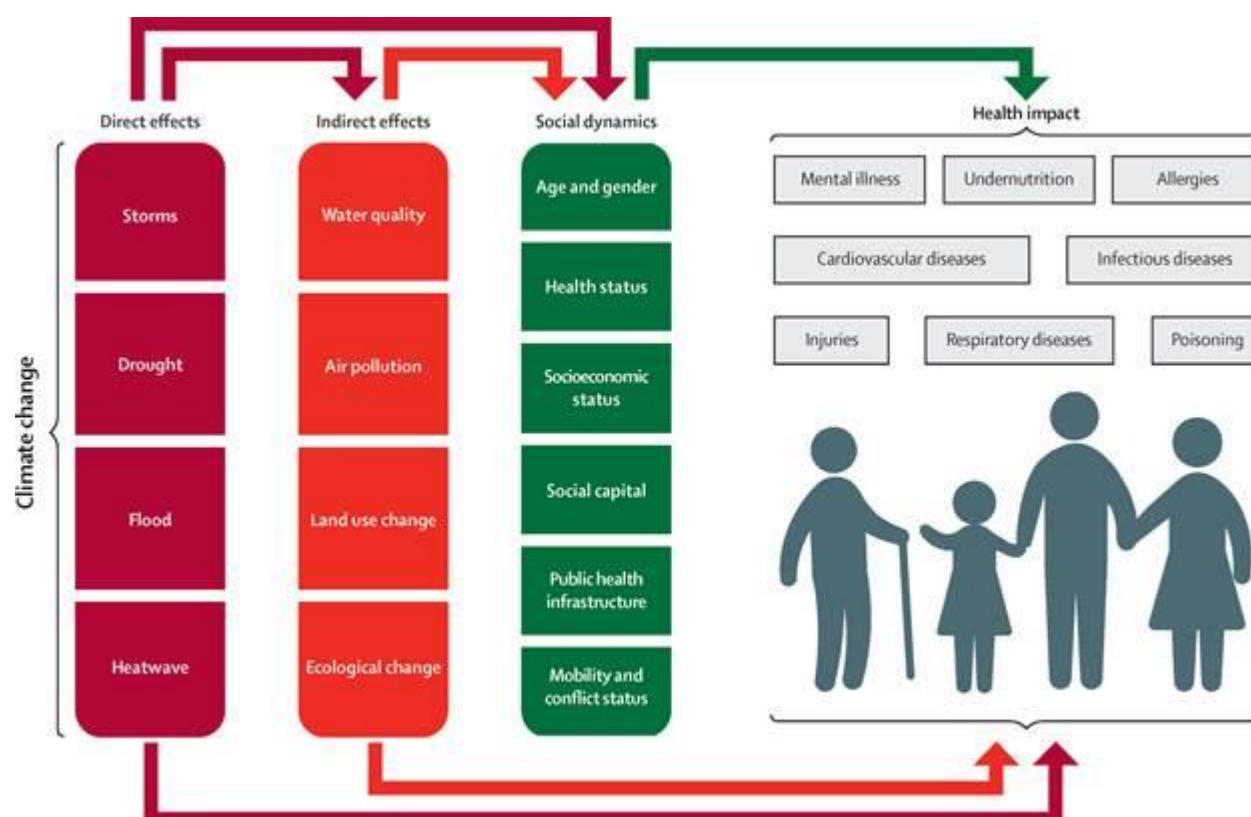 Direct effects
Indirect effects
Social dynamics
Health impact
Climate change
Storms
Drought
Flood
Heatwave
Water quality
Air pollution
Land use change
Ecological change
Age and gender
Health status
Socioeconomic
status
Social capital
Public health
infrastructure
Mobility and
conflict status
Mental illness
Undernutrition
Allergies
Cardiovascular diseases
Infectious diseases
Injuries
Respiratory diseases
Poisoning